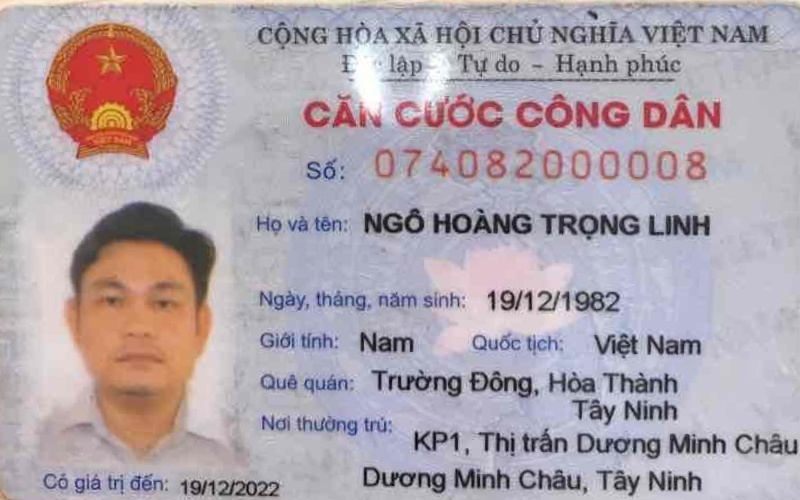 CỘNG HÒA XÃ HỘI CHỦ NGHĨA VIỆT NAM
lập - Tự do - Hạnh phúc
CĂN CƯỚC CÔNG DÂN
Số: 074082000008
Họ và tên: NGÔ HOÀNG TRỌNG LINH
Ngày, tháng, năm sinh: 19/12/1982
Giới tính: Nam Quốc tịch: Việt Nam
Quê quán: Trường Đông, Hòa Thành
Tây Ninh
Nơi thường trú:
KP1, Thị trấn Dương Minh Châu
Dương Minh Châu, Tây Ninh
Có giá trị đến: 19/12/2022